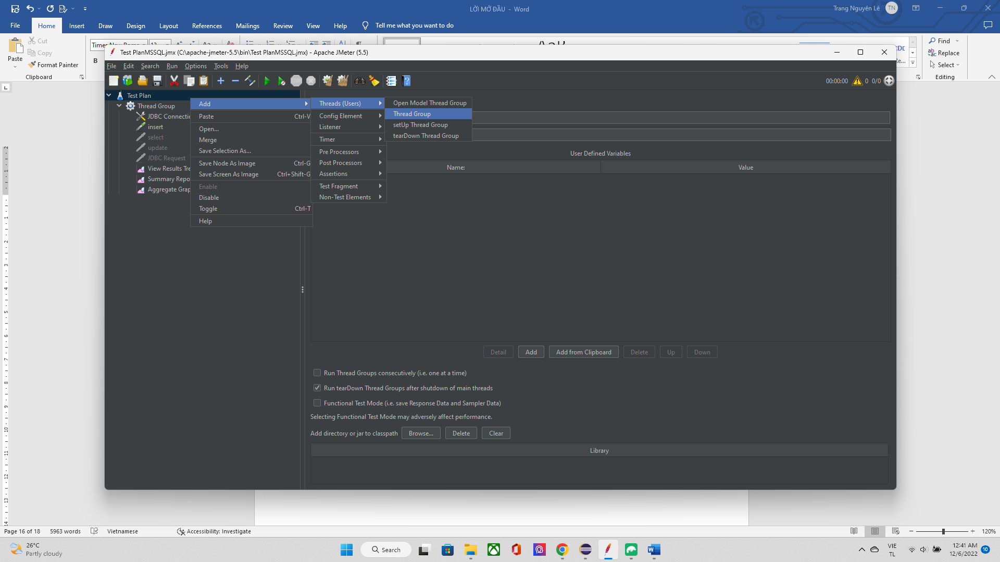 LỜI MỞ ĐẦU - Word
Trang Nguyên Lê TN
File Home Insert Draw Design Layout References Mailings Review View Help Tell me what you want to do
Cut
Copy
Paste
Format Painter
Clipboard
B
Find
Replace
Select
Editing
Test PlanMSSQL.jmx (C:\apache-jmeter-5.5\bin\Test PlanMSSQL.jmx) - Apache JMeter (5.5)
File Edit Search Run Options Tools Help
STOP
00:00:00 0 0/0
Test Plan
Thread Group
JDBC Connectio
insert
select
update
JDBC Request
View Results Tre
Summary Repo
Aggregate Grap
Add
Paste Ctrl-V
Open...
Merge
Save Selection As...
Save Node As Image Ctrl-G
Save Screen As Image Ctrl+Shift-G
Enable
Disable
Toggle Ctrl-T
Help
Threads (Users)
Config Element
Listener
Timer
Pre Processors
Post Processors
Assertions
Test Fragment
Non-Test Elements
Open Model Thread Group
Thread Group
setUp Thread Group
tearDown Thread Group
User Defined Variables
Name: Value
Detail Add Add from Clipboard Delete Up Down
Run Thread Groups consecutively (i.e. one at a time)
Run tearDown Thread Groups after shutdown of main threads
Functional Test Mode (i.e. save Response Data and Sampler Data)
Selecting Functional Test Mode may adversely affect performance.
Add directory or jar to classpath Browse... Delete Clear
Library
Page 16 of 18 5963 words Vietnamese Accessibility: Investigate 120%
26°C
Partly cloudy
Search
VIE
TL
12:41 AM
12/6/2022
10